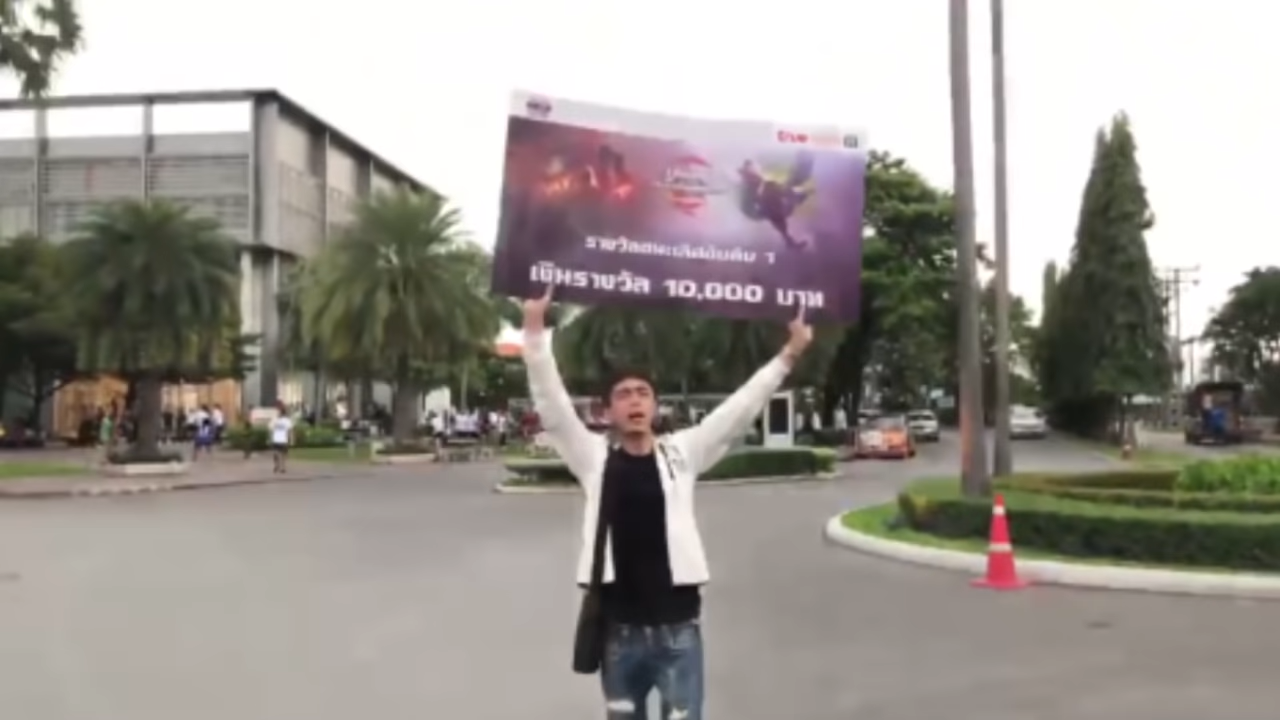 true
รางวัลชนะเลิศอันดับ 1
เงินรางวัล 10,000 บาท